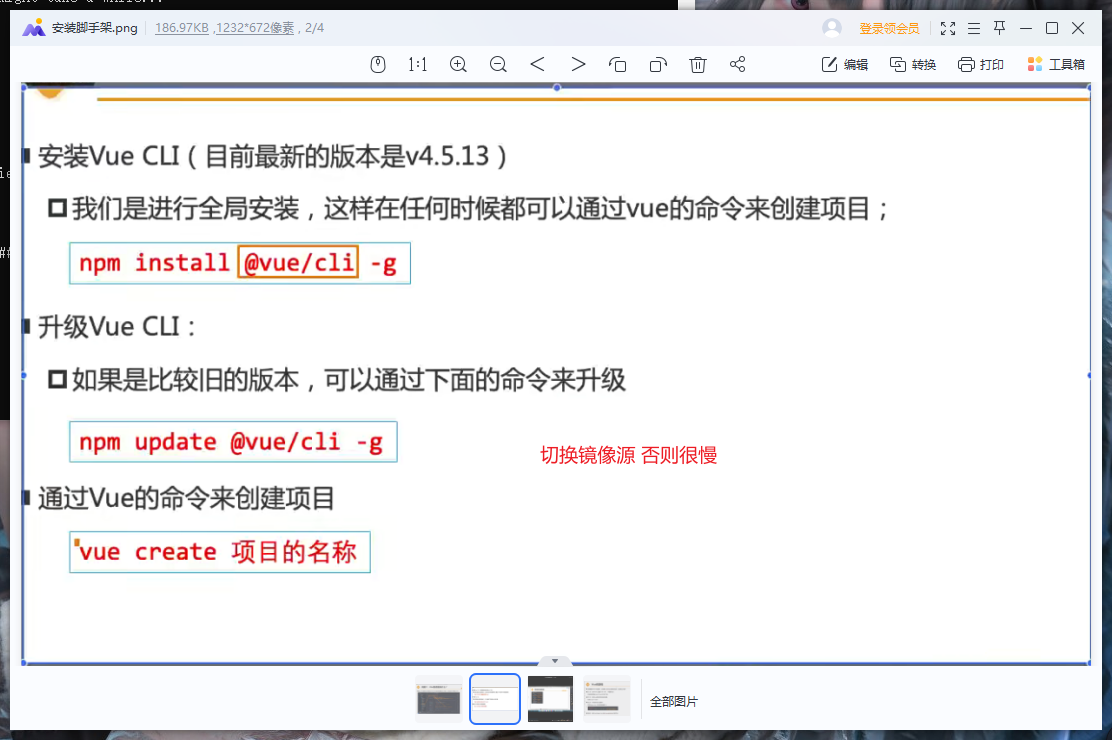 安装脚手架.png 186.97KB ,1232*672像素 , 2/4 登录领会员
1:1 编辑 转换 打印 工具箱
安装Vue CLI（目前最新的版本是v4.5.13）
我们是进行全局安装，这样在任何时候都可以通过vue的命令来创建项目；
npm install @vue/cli -g
升级Vue CLI：
如果是比较旧的版本，可以通过下面的命令来升级
npm update @vue/cli -g
切换镜像源 否则很慢
通过Vue的命令来创建项目
vue create 项目的名称
全部图片